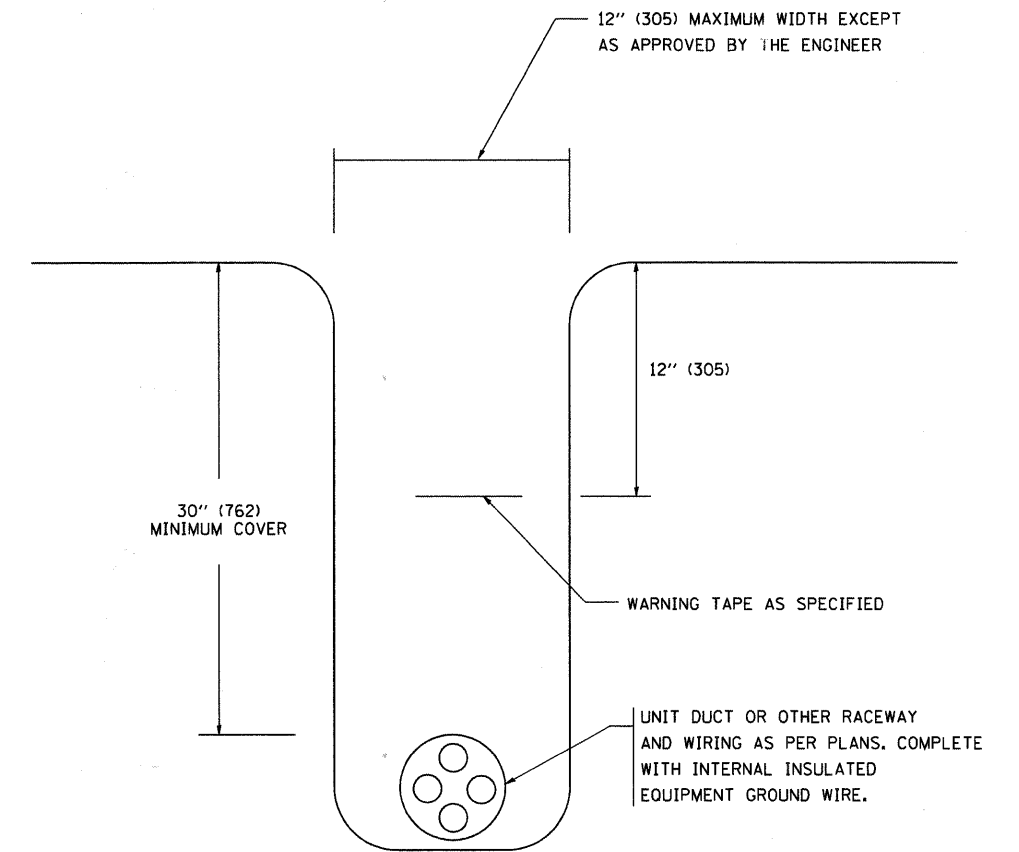 12" (305) MAXIMUM WIDTH EXCEPT
AS APPROVED BY THE ENGINEER
12" (305)
30" (762)
MINIMUM COVER
WARNING TAPE AS SPECIFIED
UNIT DUCT OR OTHER RACEWAY
AND WIRING AS PER PLANS. COMPLETE
WITH INTERNAL INSULATED
EQUIPMENT GROUND WIRE.